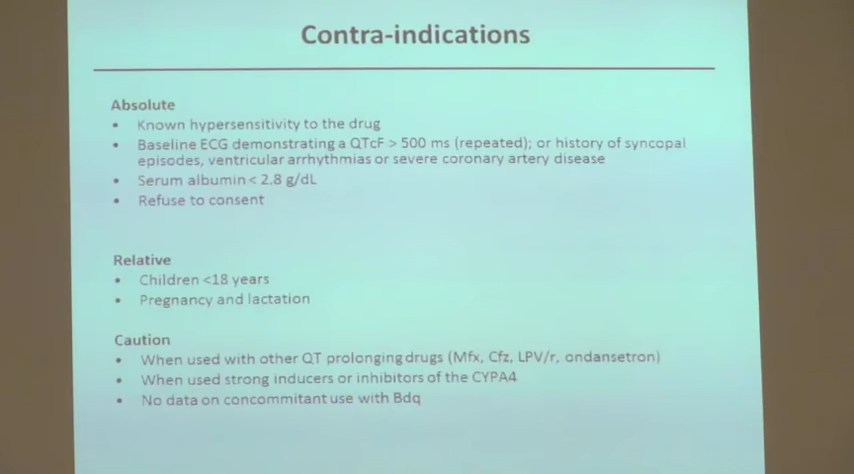 Contra-indications
Absolute
• Known hypersensitivity to the drug
• Baseline ECG demonstrating a QTcF > 500 ms (repeated); or history of syncopal
episodes, ventricular arrhythmias or severe coronary artery disease
• Serum albumin < 2.8 g/dL
• Refuse to consent
Relative
• Children <18 years
• Pregnancy and lactation
Caution
• When used with other QT prolonging drugs (Mfx, Cfz, LPV/r, ondansetron)
• When used strong inducers or inhibitors of the CYPA4
• No data on concommitant use with Bdq